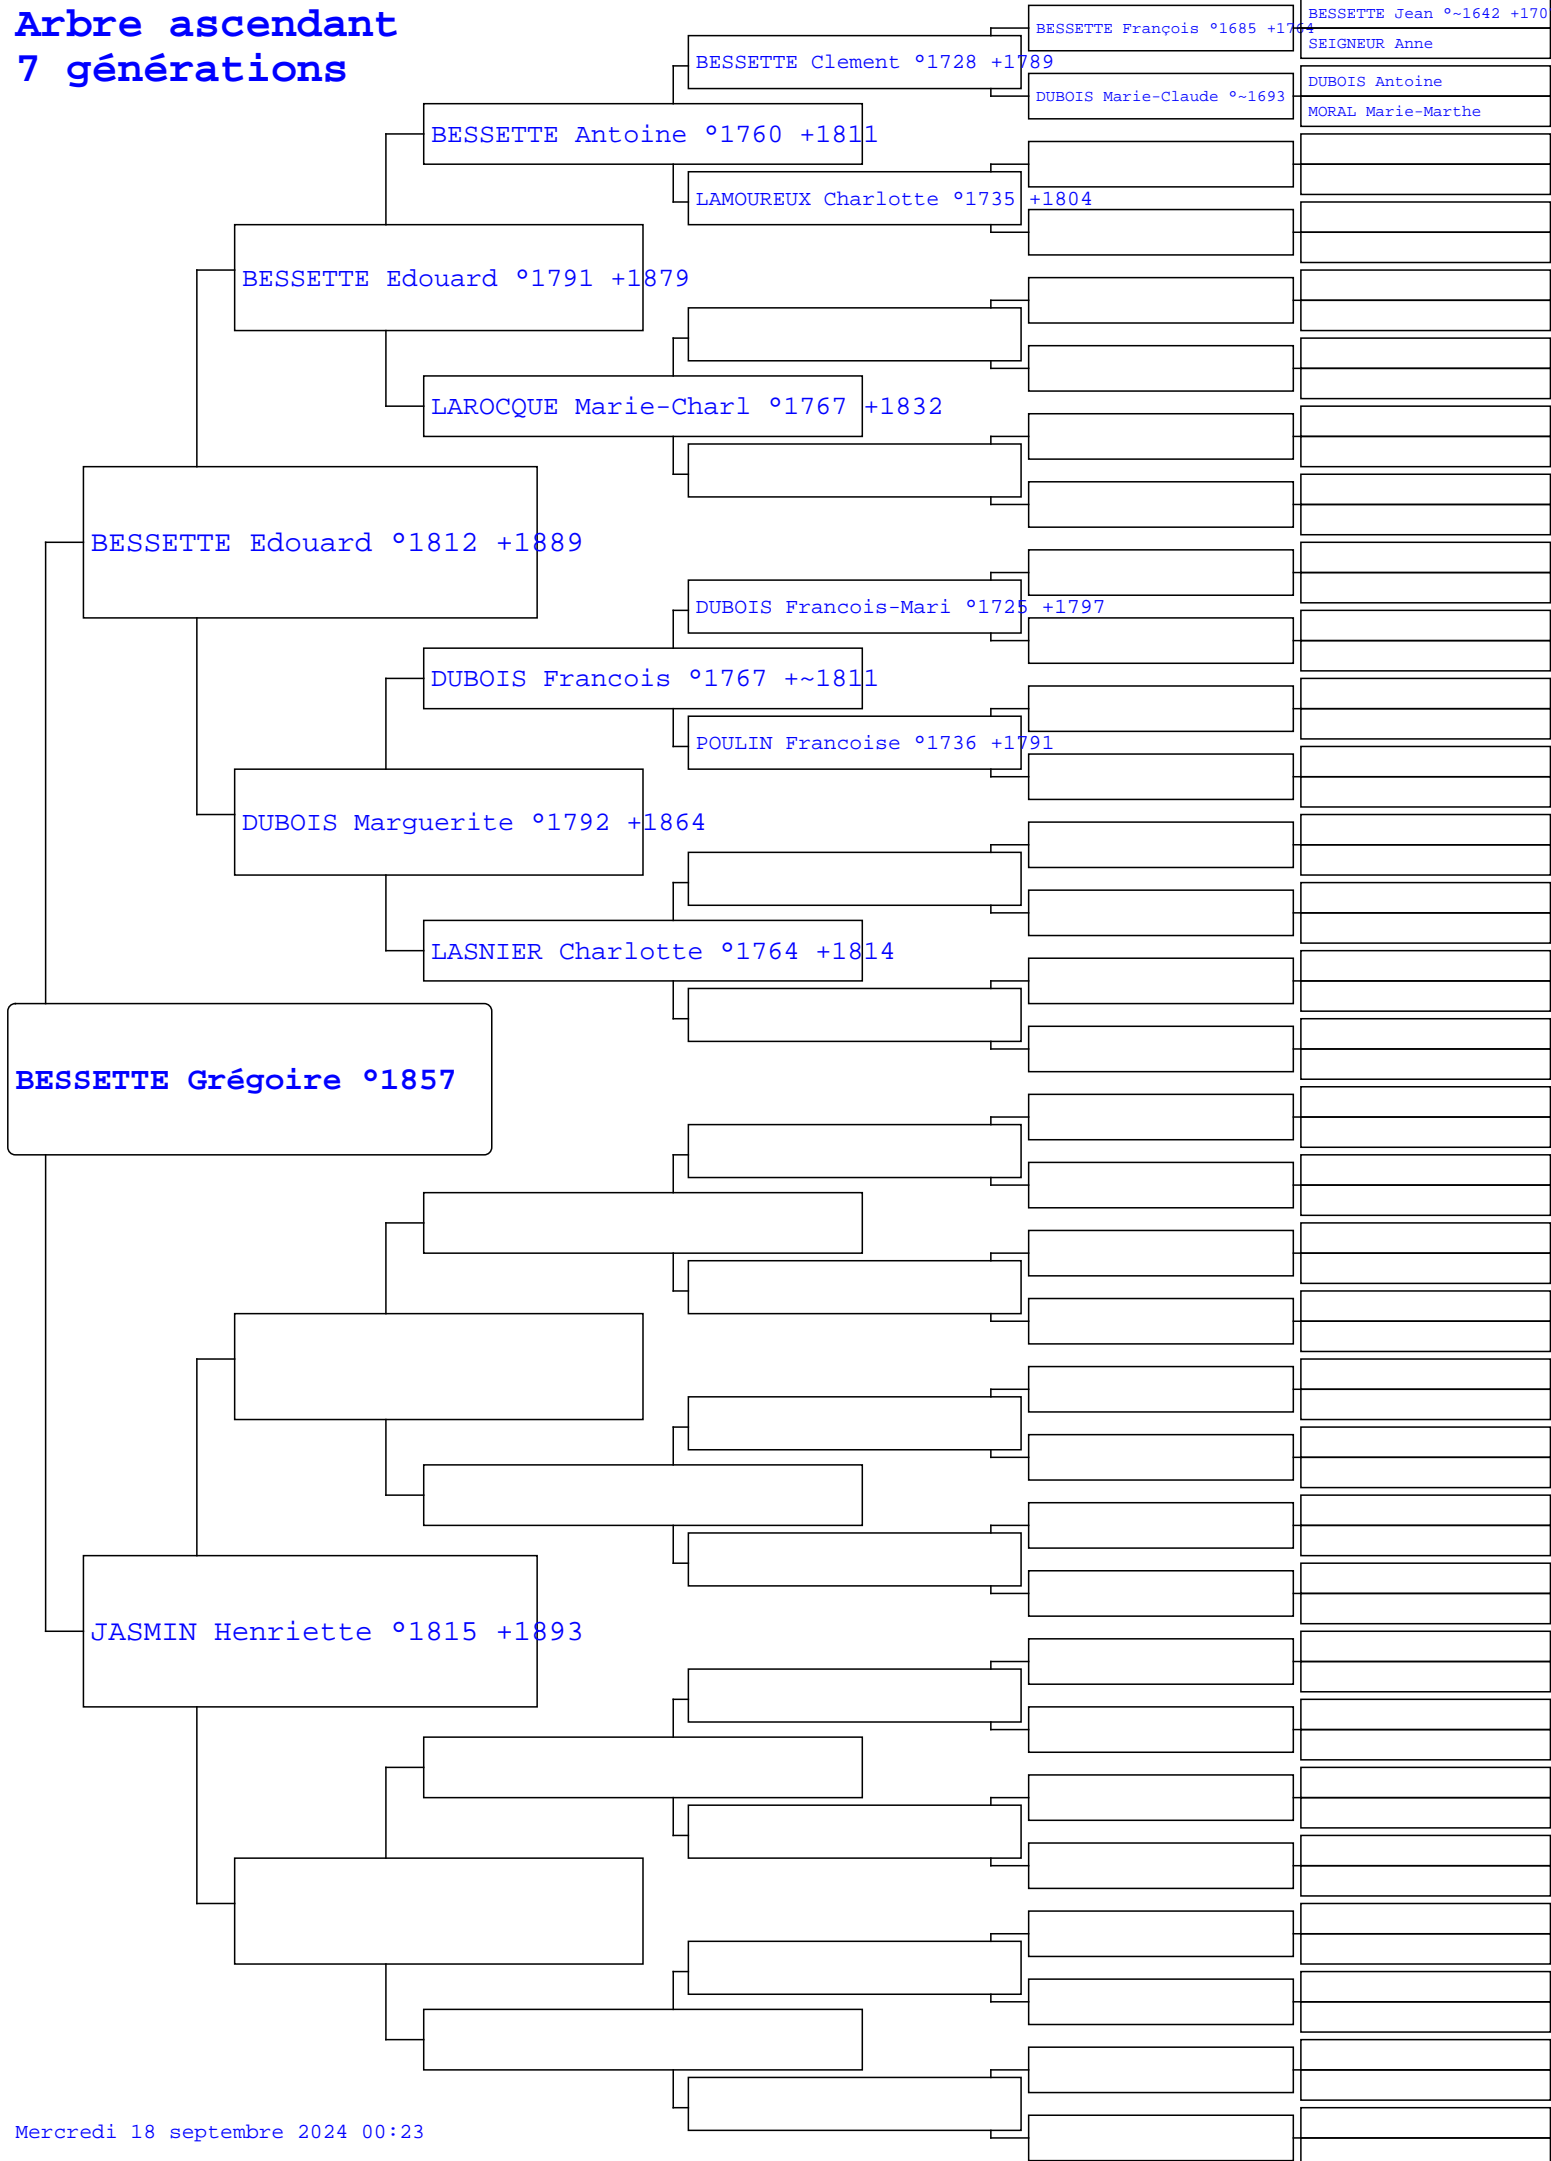 Arbre ascendant
7 générations
BESSETTE Jean °~1642 +170
BESSETTE François °1685 +1764
SEIGNEUR Anne
BESSETTE Clement °1728 +1789
DUBOIS Antoine
DUBOIS Marie-Claude °~1693
MORAL Marie-Marthe
BESSETTE Antoine °1760 +1811
LAMOUREUX Charlotte °1735 +1804
BESSETTE Edouard °1791 +1879
LAROCQUE Marie-Charl °1767 +1832
BESSETTE Edouard °1812 +1889
DUBOIS Francois-Mari °1725 +1797
DUBOIS Francois °1767 +~1811
POULIN Francoise °1736 +1791
DUBOIS Marguerite °1792 +1864
LASNIER Charlotte °1764 +1814
BESSETTE Grégoire °1857
JASMIN Henriette °1815 +1893
Mercredi 18 septembre 2024 00:23